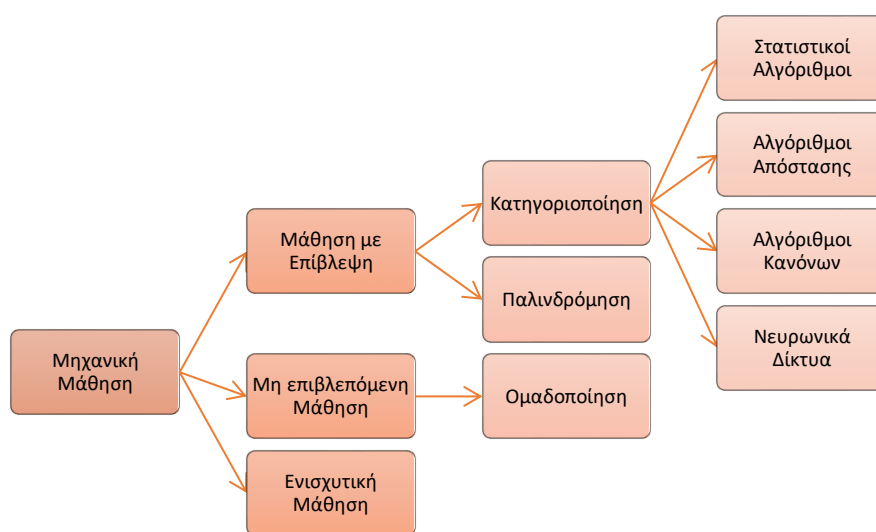 Μηχανική
Μάθηση
Μάθηση με
Επίβλεψη
Μη επιβλεπόμενη
Μάθηση
Ενισχυτική
Μάθηση
Κατηγοριοποίηση
Παλινδρόμηση
Ομαδοποίηση
Στατιστικοί
Αλγόριθμοι
Αλγόριθμοι
Απόστασης
Αλγόριθμοι
Κανόνων
Νευρωνικά
Δίκτυα